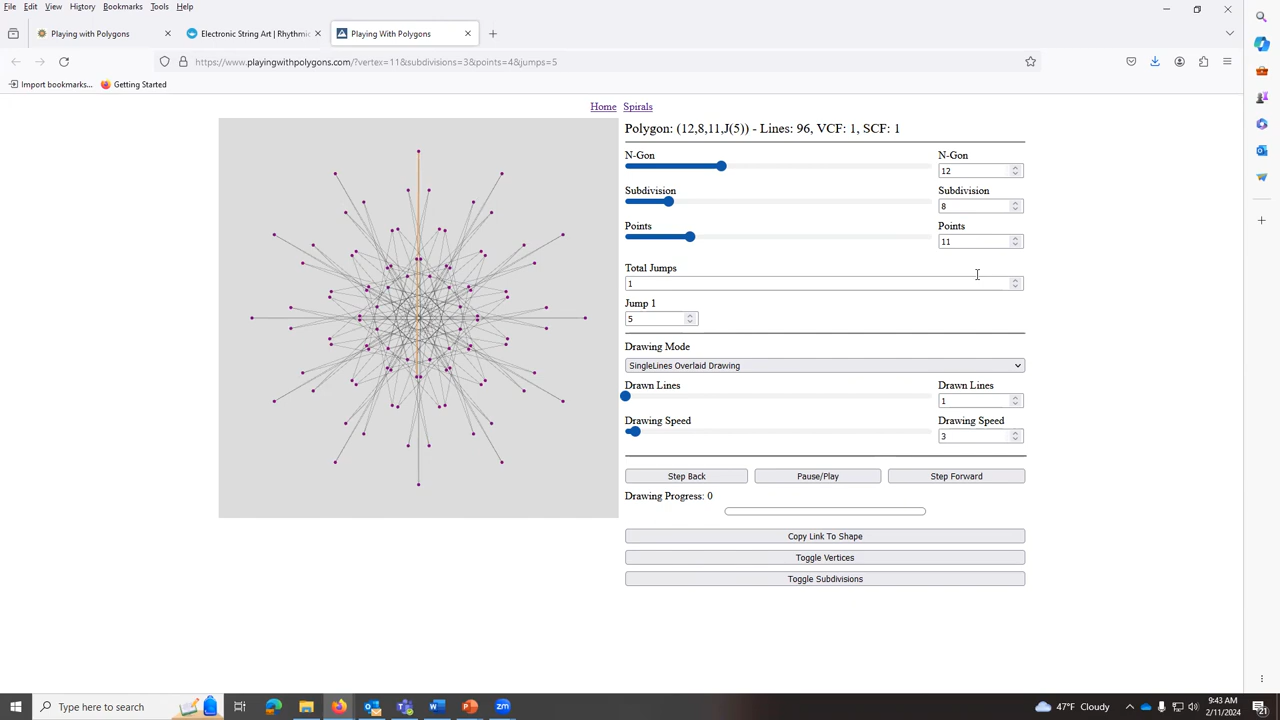 File Edit View History Bookmarks Tools Help
Playing with Polygons
Electronic String Art | Rhythmic
Playing With Polygons
https://www.playingwithpolygons.com/?vertex=11&subdivisions=3&points=4&jumps=5
Import bookmarks... Getting Started
Home Spirals
Polygon: (12,8,11,J(5)) - Lines: 96, VCF: 1, SCF: 1
N-Gon N-Gon
12
Subdivision Subdivision
8
Points Points
11
Total Jumps
1
Jump 1
5
Drawing Mode
SingleLines Overlaid Drawing
Drawn Lines Drawn Lines
1
Drawing Speed Drawing Speed
3
Step Back Pause/Play Step Forward
Drawing Progress: 0
Copy Link To Shape
Toggle Vertices
Toggle Subdivisions
Type here to search
47°F Cloudy
9:43 AM
2/11/2024
21